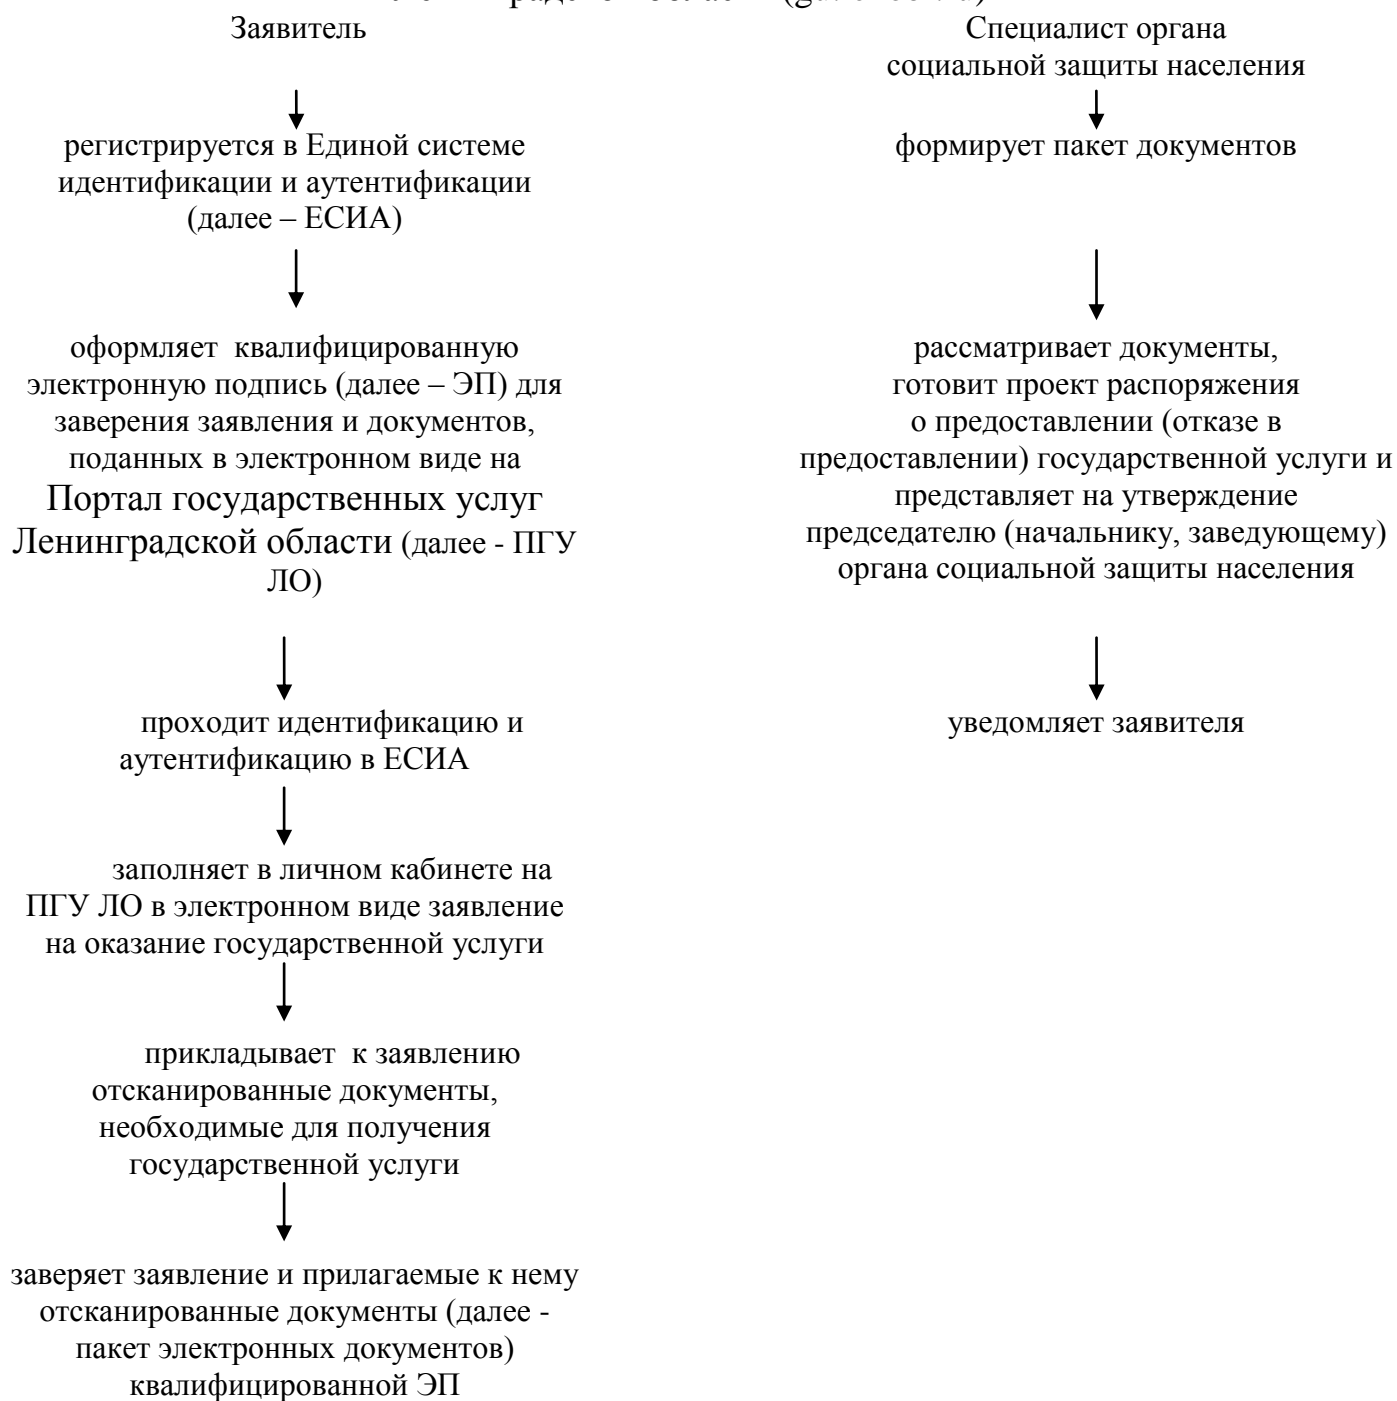 Заявитель
регистрируется в Единой системе
идентификации и аутентификации
(далее – ЕСИА)
оформляет квалифицированную
электронную подпись (далее – ЭП) для
заверения заявления и документов,
поданных в электронном виде на
Портал государственных услуг
Ленинградской области (далее - ПГУ
ЛО)
проходит идентификацию и
аутентификацию в ЕСИА
заполняет в личном кабинете на
ПГУ ЛО в электронном виде заявление
на оказание государственной услуги
прикладывает к заявлению
отсканированные документы,
необходимые для получения
государственной услуги
заверяет заявление и прилагаемые к нему
отсканированные документы (далее -
пакет электронных документов)
квалифицированной ЭП
Специалист органа
социальной защиты населения
формирует пакет документов
рассматривает документы,
готовит проект распоряжения
о предоставлении (отказе в
предоставлении) государственной услуги и
представляет на утверждение
председателю (начальнику, заведующему)
органа социальной защиты населения
уведомляет заявителя